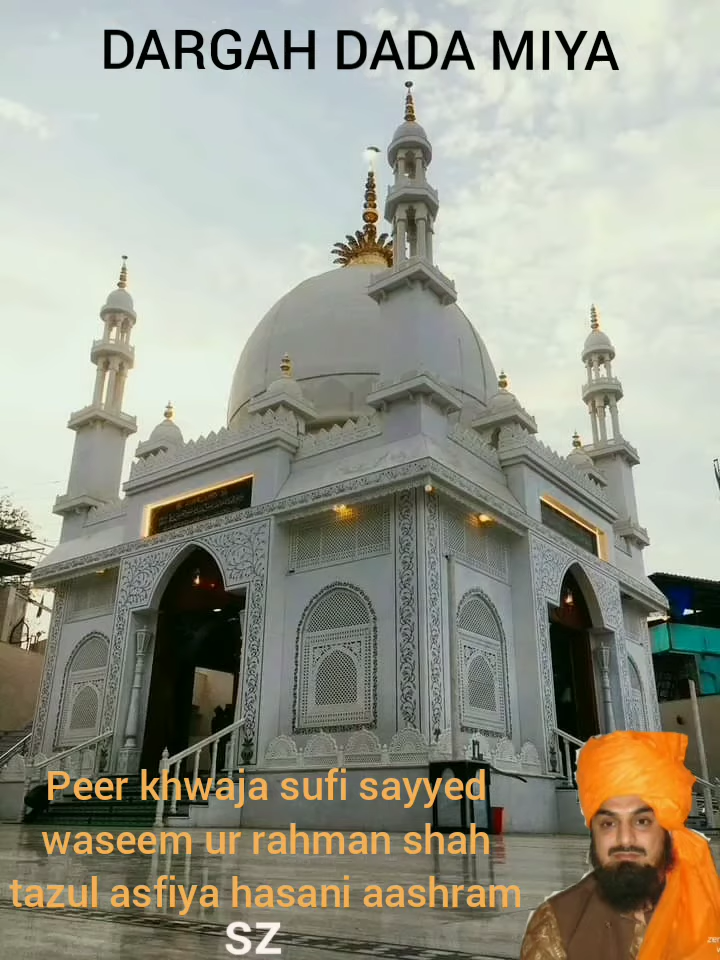 DARGAH DADA MIYA
Peer khwaja sufi sayyed
waseem ur rahman shah
tazul asfiya hasani aashram
SZ